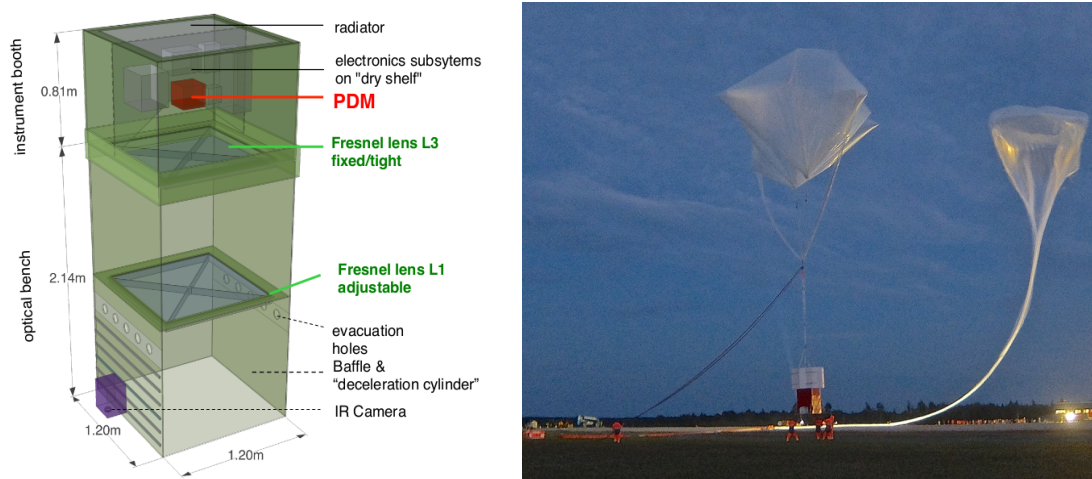 radiator
electronics subsytems
on "dry shelf"
PDM
Fresnel lens L3
fixed/tight
Fresnel lens L1
adjustable
evacuation
holes
Baffle &
“deceleration cylinder”
IR Camera
instrument booth
0.81m
optical bench
2.14m
1.20m
1.20m